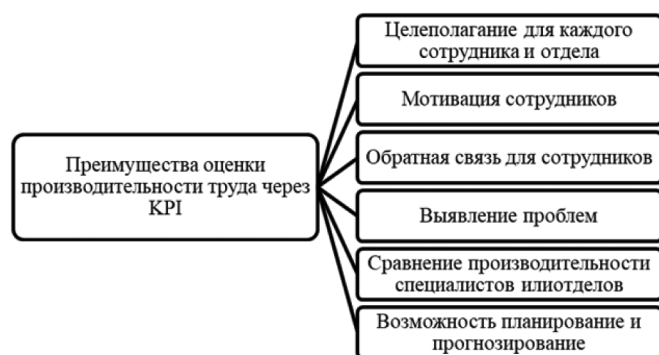 Преимущества оценки
производительности труда через
KPI
Целеполагание для каждого
сотрудника и отдела
Мотивация сотрудников
Обратная связь для сотрудников
Выявление проблем
Сравнение производительности
специалистов илиотделов
Возможность планирование и
прогнозирование